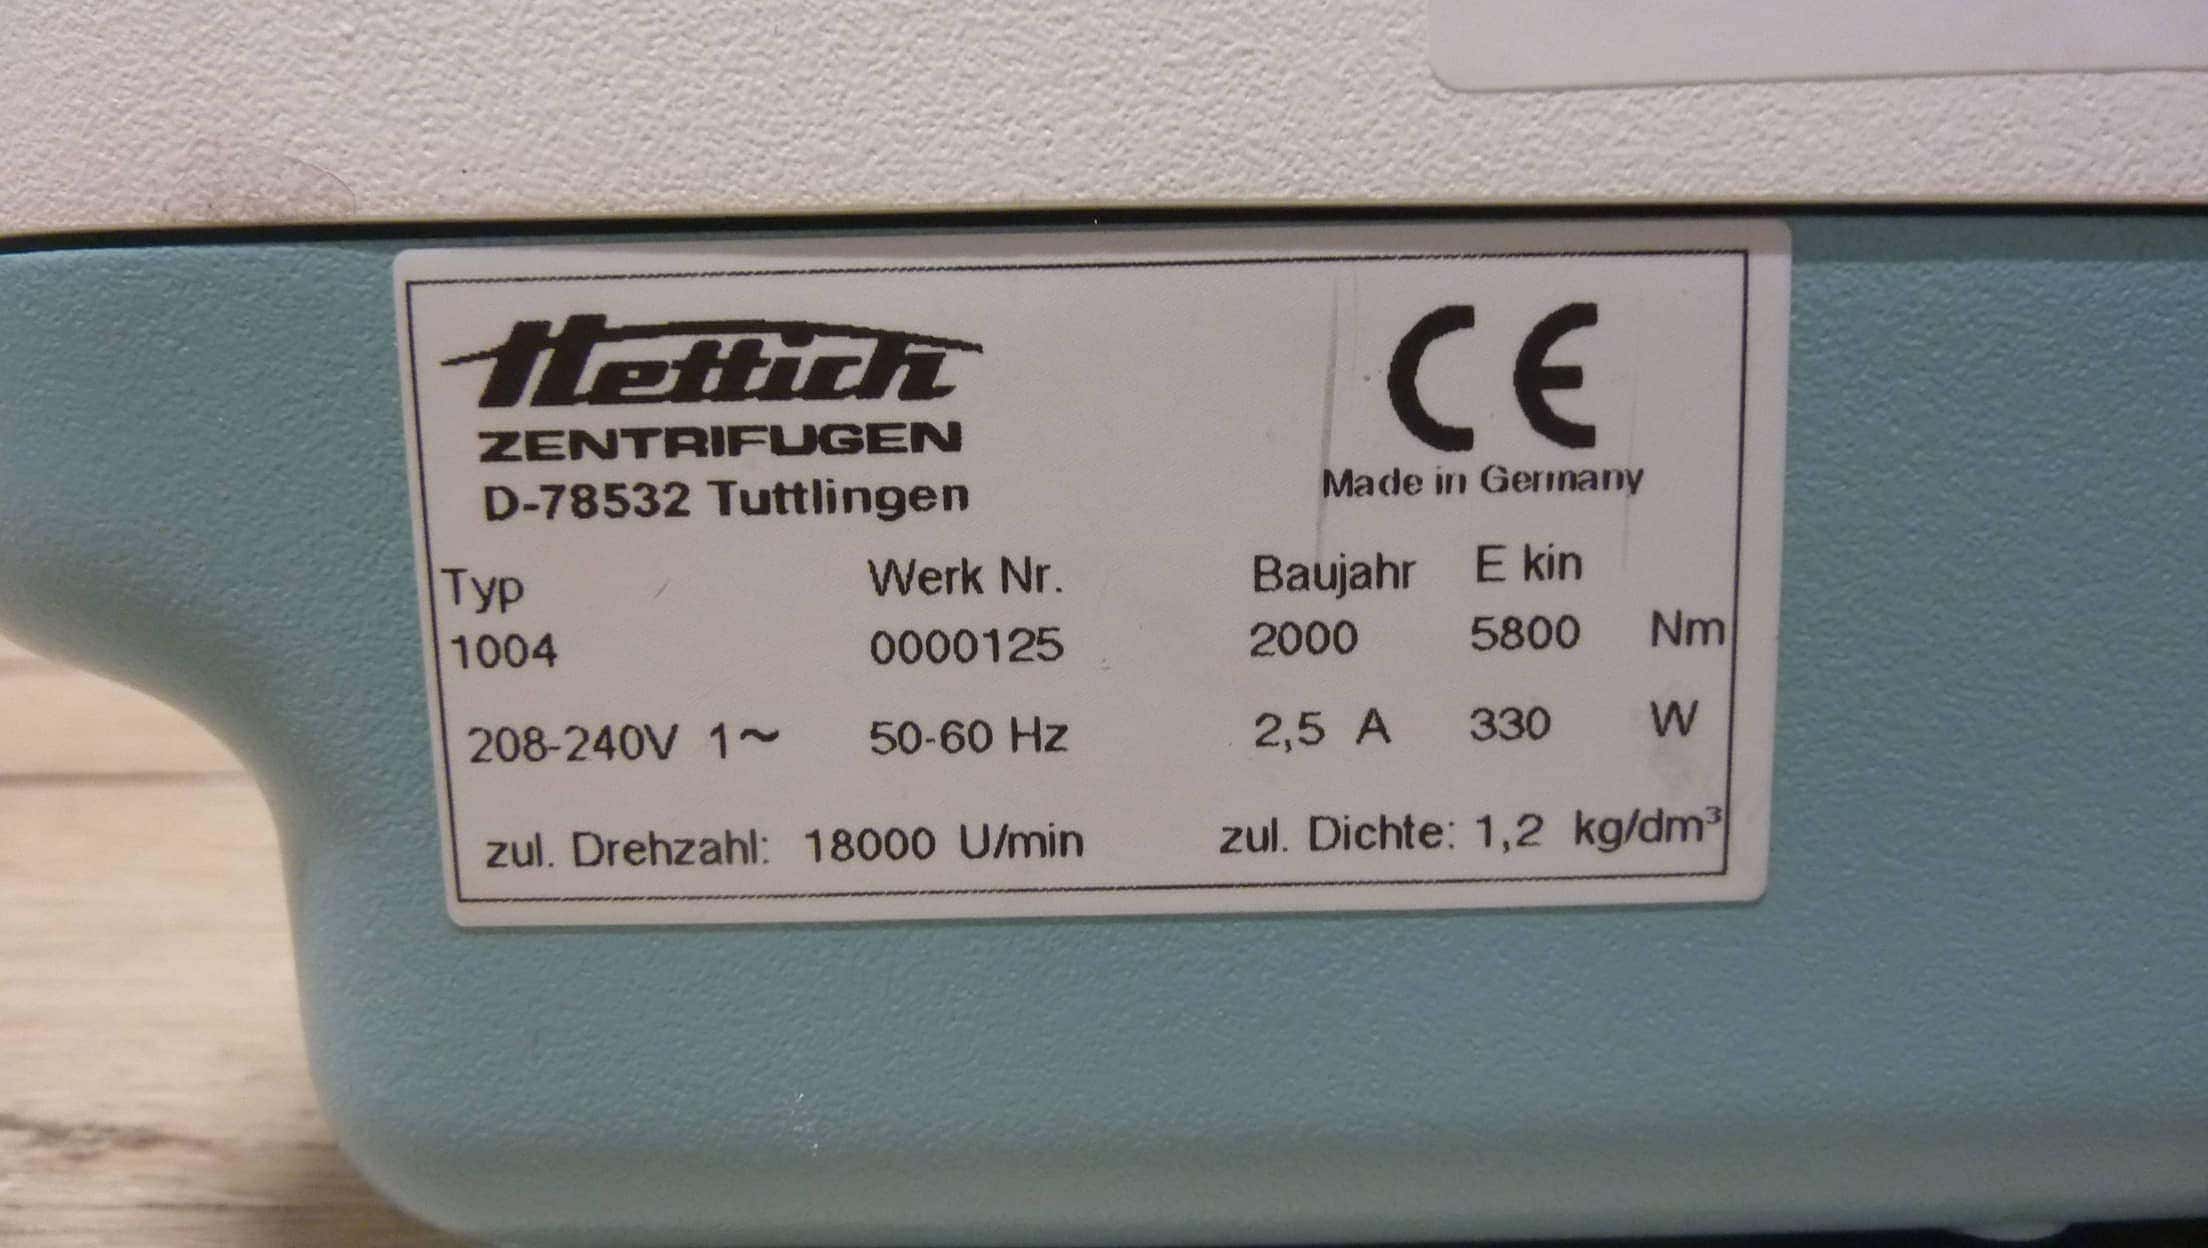 Hettich
ZENTRIFUGEN
D-78532 Tuttlingen
CE
Made in Germany
Typ Werk Nr. Baujahr E kin
1004 0000125 2000 5800 Nm
208-240V 1~ 50-60 Hz 2,5 A 330 W
zul. Drehzahl: 18000 U/min zul. Dichte: 1,2 kg/dm³